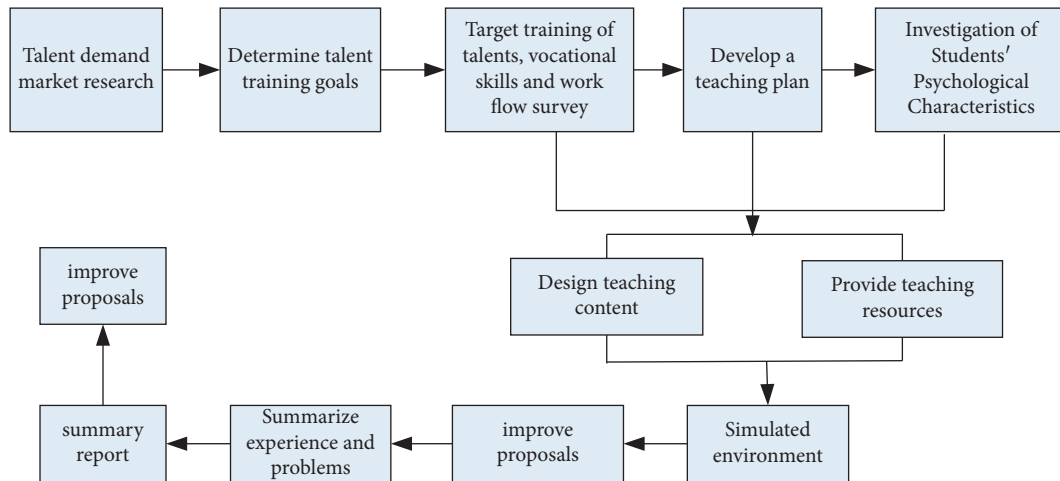 Talent demand
market research
Determine talent
training goals
Target training of
talents, vocational
skills and work
flow survey
Develop a
teaching plan
Investigation of
Students′
Psychological
Characteristics
Design teaching
content
Provide teaching
resources
improve
proposals
summary
report
Summarize
experience and
problems
improve
proposals
Simulated
environment